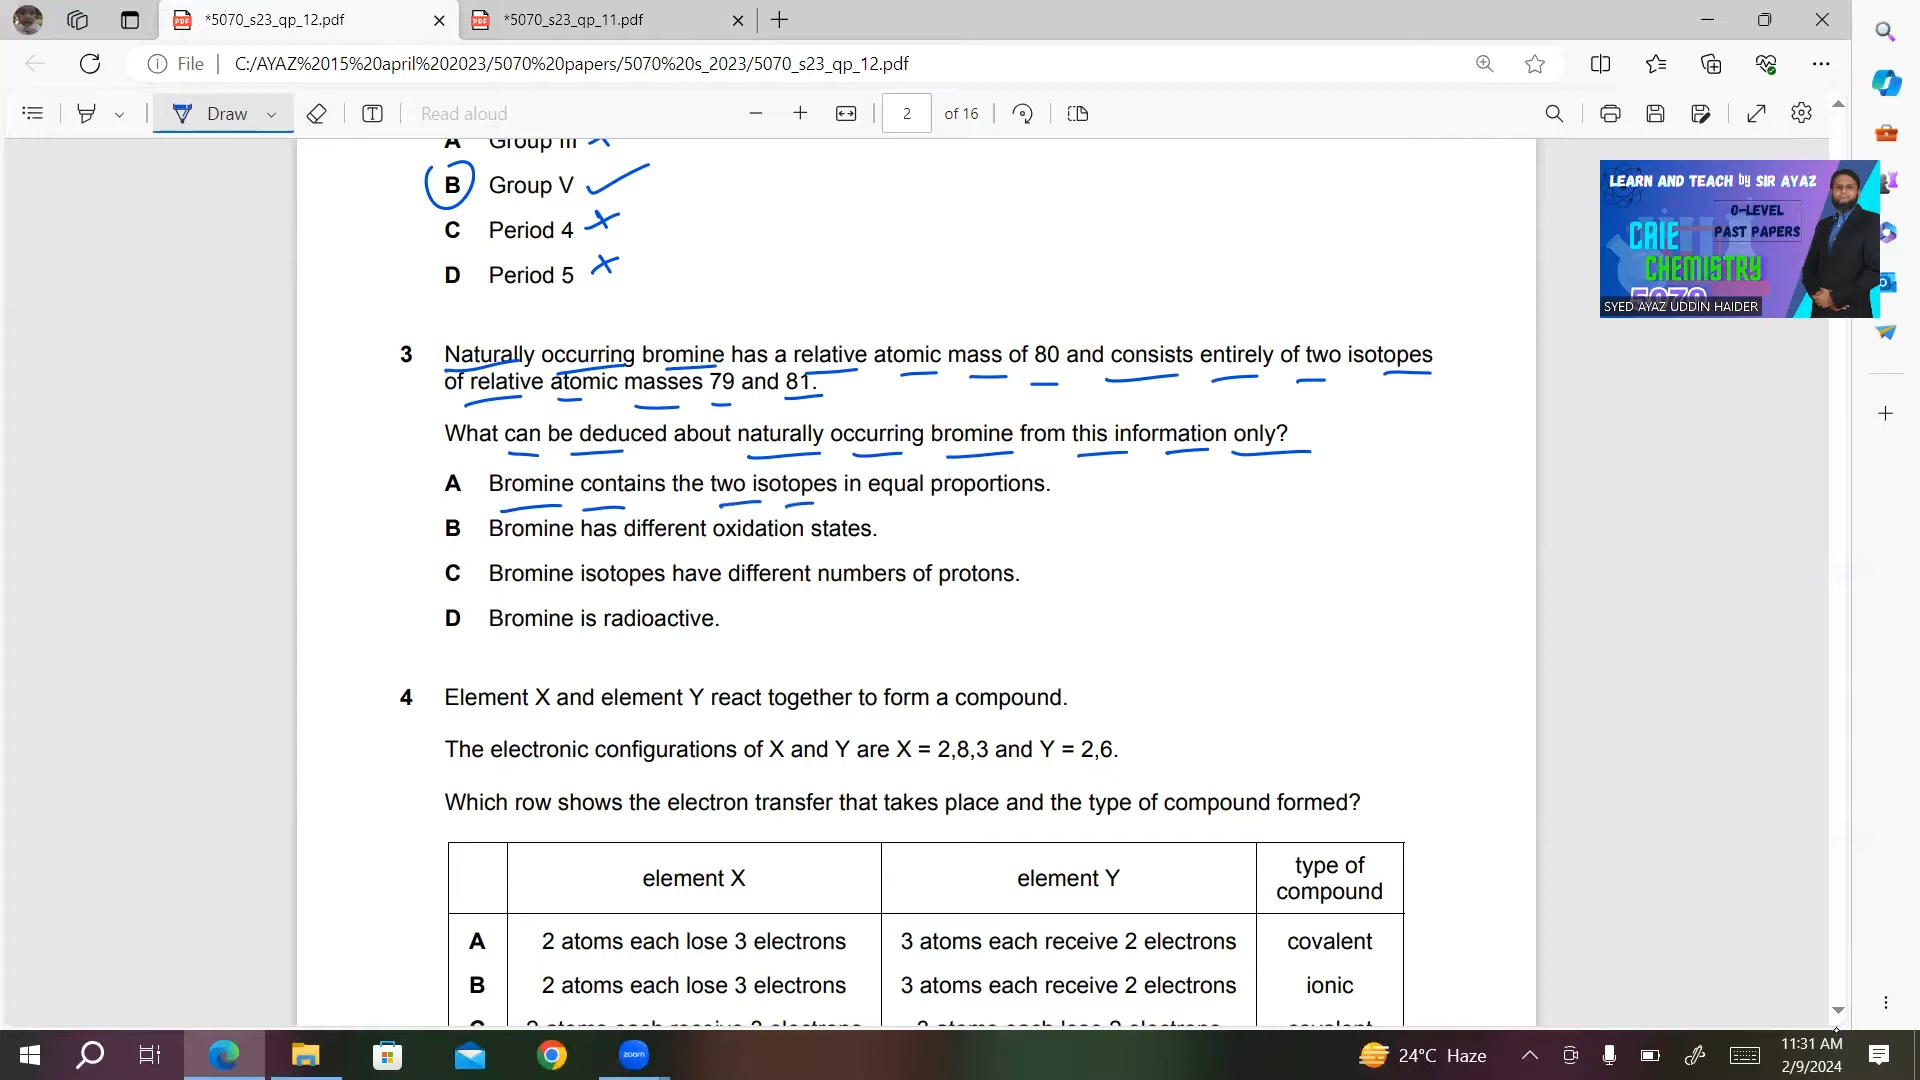 *5070_s23_qp_12.pdf
*5070_s23_qp_11.pdf
File
C:/AYAZ%2015%20april%202023/5070%20papers/5070%20s_2023/5070_s23_qp_12.pdf
Draw
Read aloud
2 of 16
A Group III
B Group V
C Period 4
D Period 5
LEARN AND TEACH by SIR AYAZ
O-LEVEL
PAST PAPERS
CAIE
CHEMISTRY
5070
SYED AYAZ UDDIN HAIDER
3 Naturally occurring bromine has a relative atomic mass of 80 and consists entirely of two isotopes
of relative atomic masses 79 and 81.
What can be deduced about naturally occurring bromine from this information only?
A Bromine contains the two isotopes in equal proportions.
B Bromine has different oxidation states.
C Bromine isotopes have different numbers of protons.
D Bromine is radioactive.
4 Element X and element Y react together to form a compound.
The electronic configurations of X and Y are X = 2,8,3 and Y = 2,6.
Which row shows the electron transfer that takes place and the type of compound formed?
element X element Y type of
compound
A 2 atoms each lose 3 electrons 3 atoms each receive 2 electrons covalent
B 2 atoms each lose 3 electrons 3 atoms each receive 2 electrons ionic
zoom
24°C Haze
11:31 AM
2/9/2024